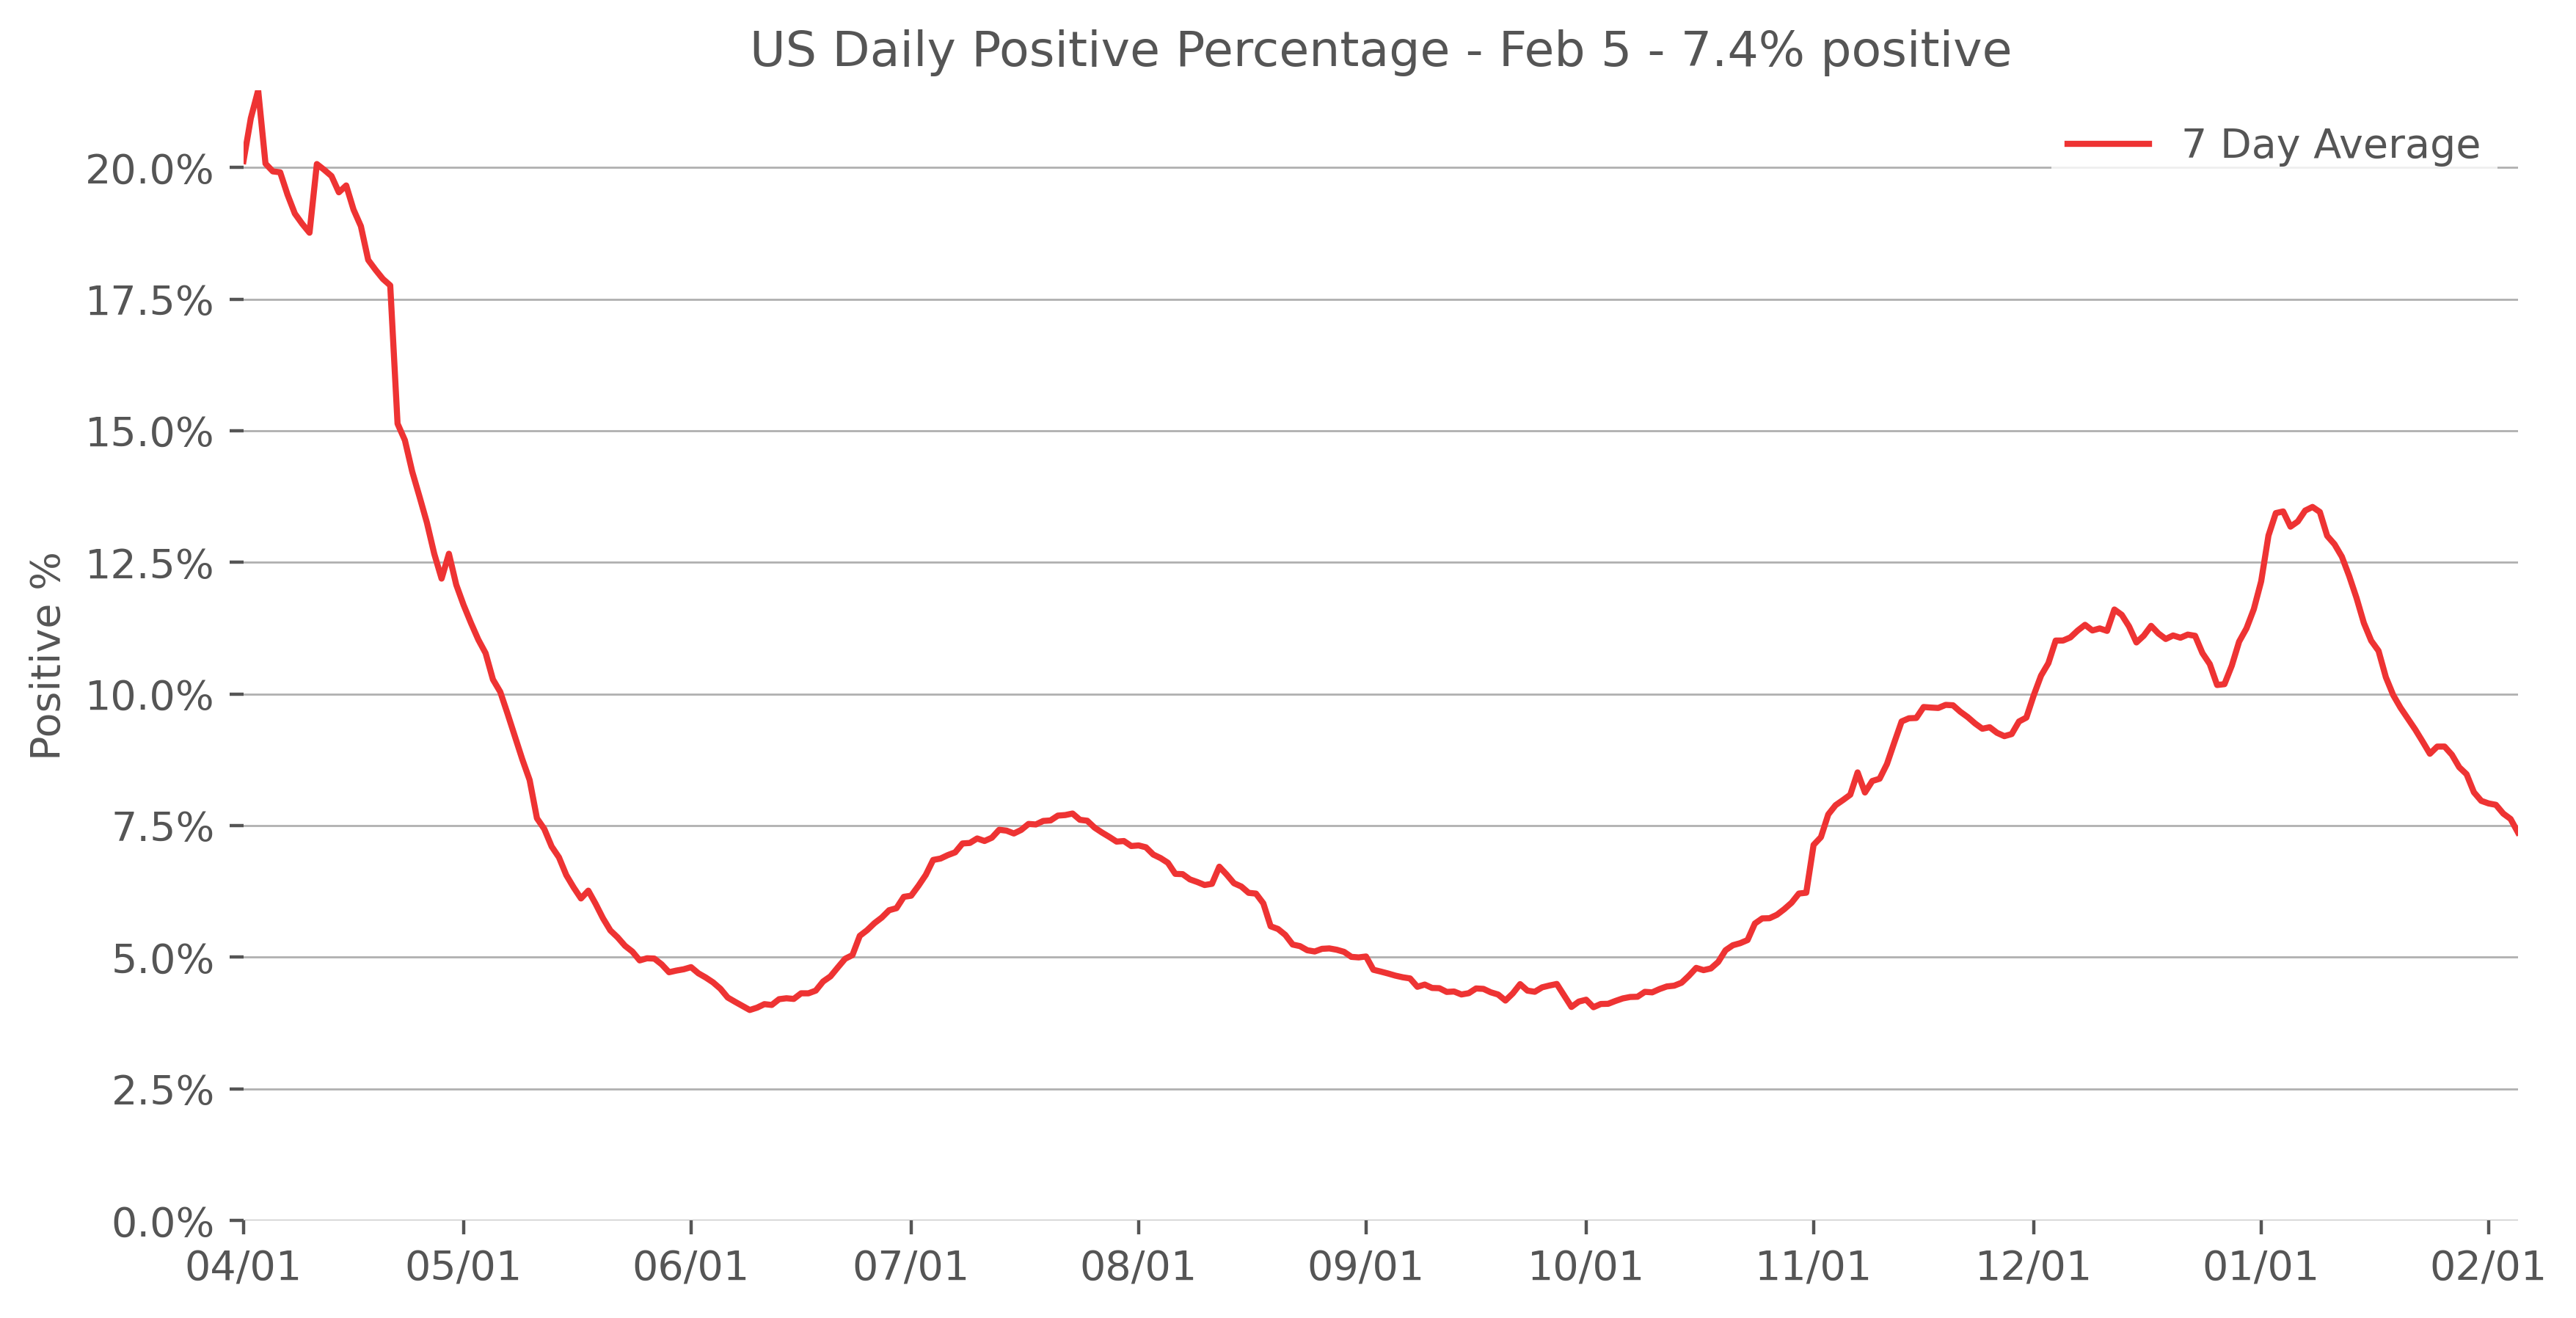 US Daily Positive Percentage - Feb 5 - 7.4% positive
7 Day Average
Positive %
20.0%
17.5%
15.0%
12.5%
10.0%
7.5%
5.0%
2.5%
0.0%
04/01 05/01 06/01 07/01 08/01 09/01 10/01 11/01 12/01 01/01 02/01